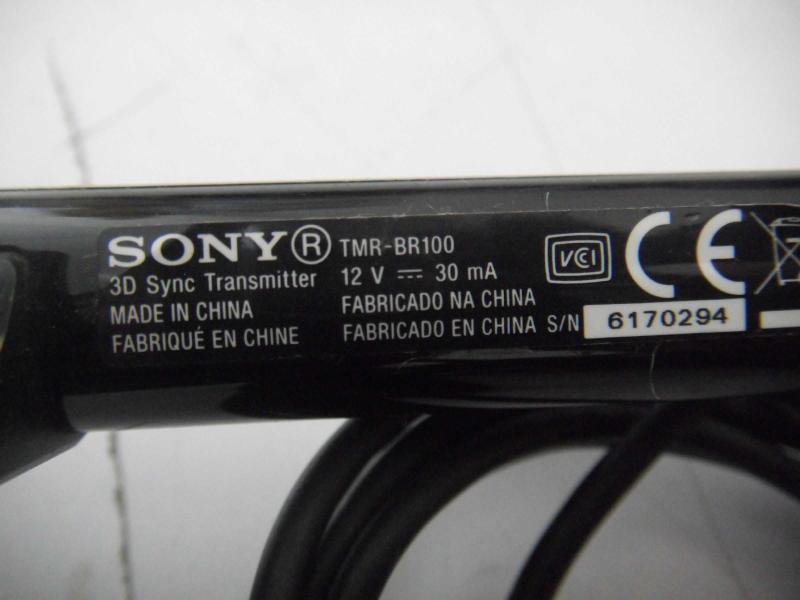 SONY® TMR-BR100
3D Sync Transmitter 12 V ⎓ 30 mA
MADE IN CHINA FABRICADO NA CHINA
FABRIQUÉ EN CHINE FABRICADO EN CHINA S/N 6170294
VCI
CE